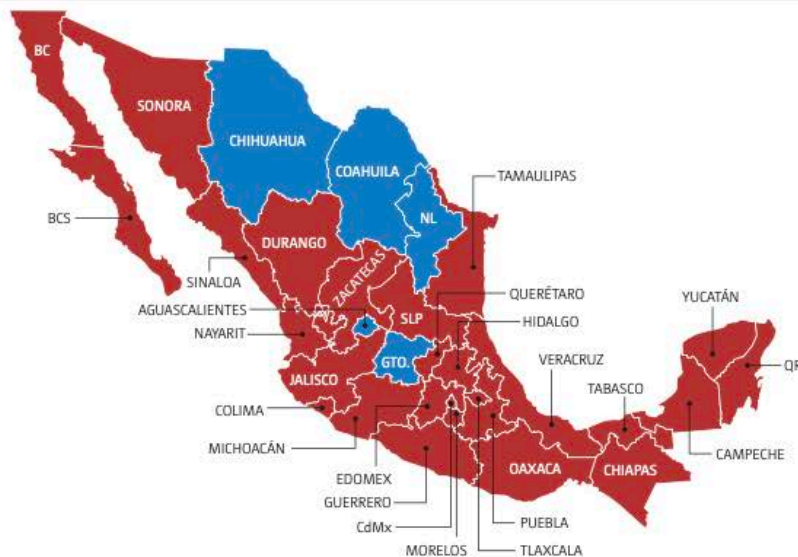 BC
SONORA
CHIHUAHUA
COAHUILA
TAMAULIPAS
BCS
NL
DURANGO
SINALOA
ZACATECAS
QUERÉTARO
YUCATÁN
AGUASCALIENTES
SLP
HIDALGO
NAYARIT
VERACRUZ
GTO.
QR
JALISCO
TABASCO
COLIMA
MICHOACÁN
CAMPECHE
EDOMEX
OAXACA
CHIAPAS
GUERRERO
CdMx
PUEBLA
MORELOS
TLAXCALA